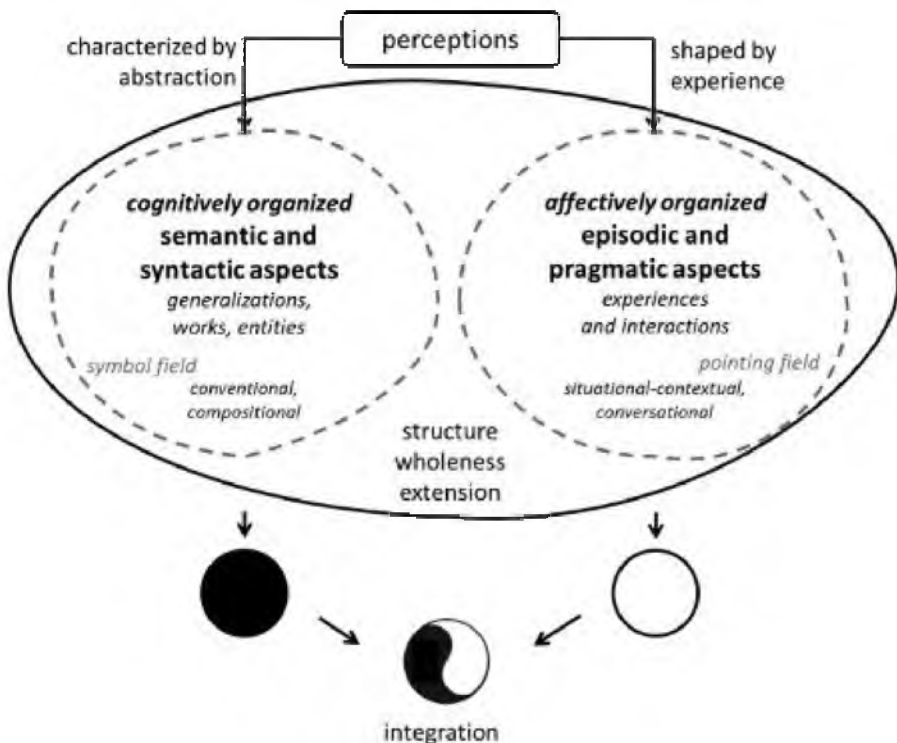 perceptions
characterized by
abstraction
shaped by
experience
cognitively organized
semantic and
syntactic aspects
generalizations,
works, entities
symbol field
conventional,
compositional
affectively organized
episodic and
pragmatic aspects
experiences
and interactions
pointing field
situational-contextual,
conversational
structure
wholeness
extension
integration